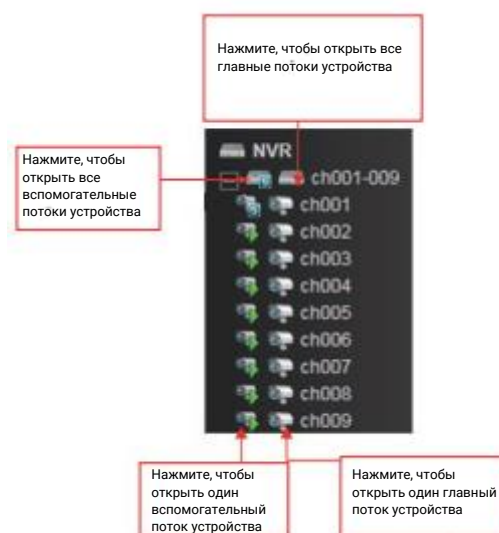 Нажмите, чтобы открыть все
главные потоки устройства
Нажмите, чтобы
открыть все
вспомогательные
потоки устройства
NVR
ch001-009
ch001
ch002
ch003
ch004
ch005
ch006
ch007
ch008
ch009
Нажмите, чтобы
открыть один
вспомогательный
поток устройства
Нажмите, чтобы
открыть один главный
поток устройства